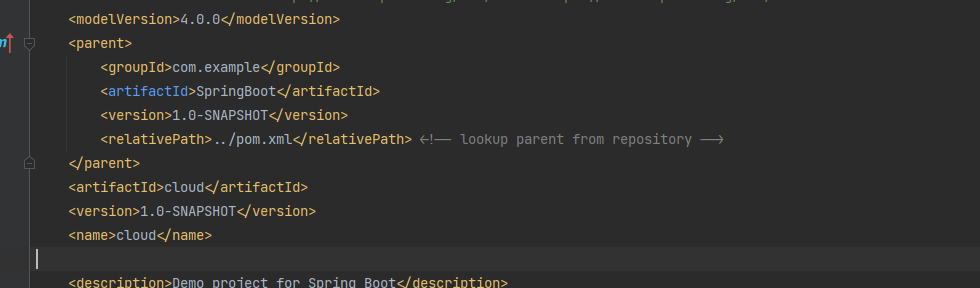 <modelVersion>4.0.0</modelVersion>
<parent>
<groupId>com.example</groupId>
<artifactId>SpringBoot</artifactId>
<version>1.0-SNAPSHOT</version>
<relativePath>../pom.xml</relativePath> <!-- lookup parent from repository -->
</parent>
<artifactId>cloud</artifactId>
<version>1.0-SNAPSHOT</version>
<name>cloud</name>
<description>Demo project for Spring Boot</description>